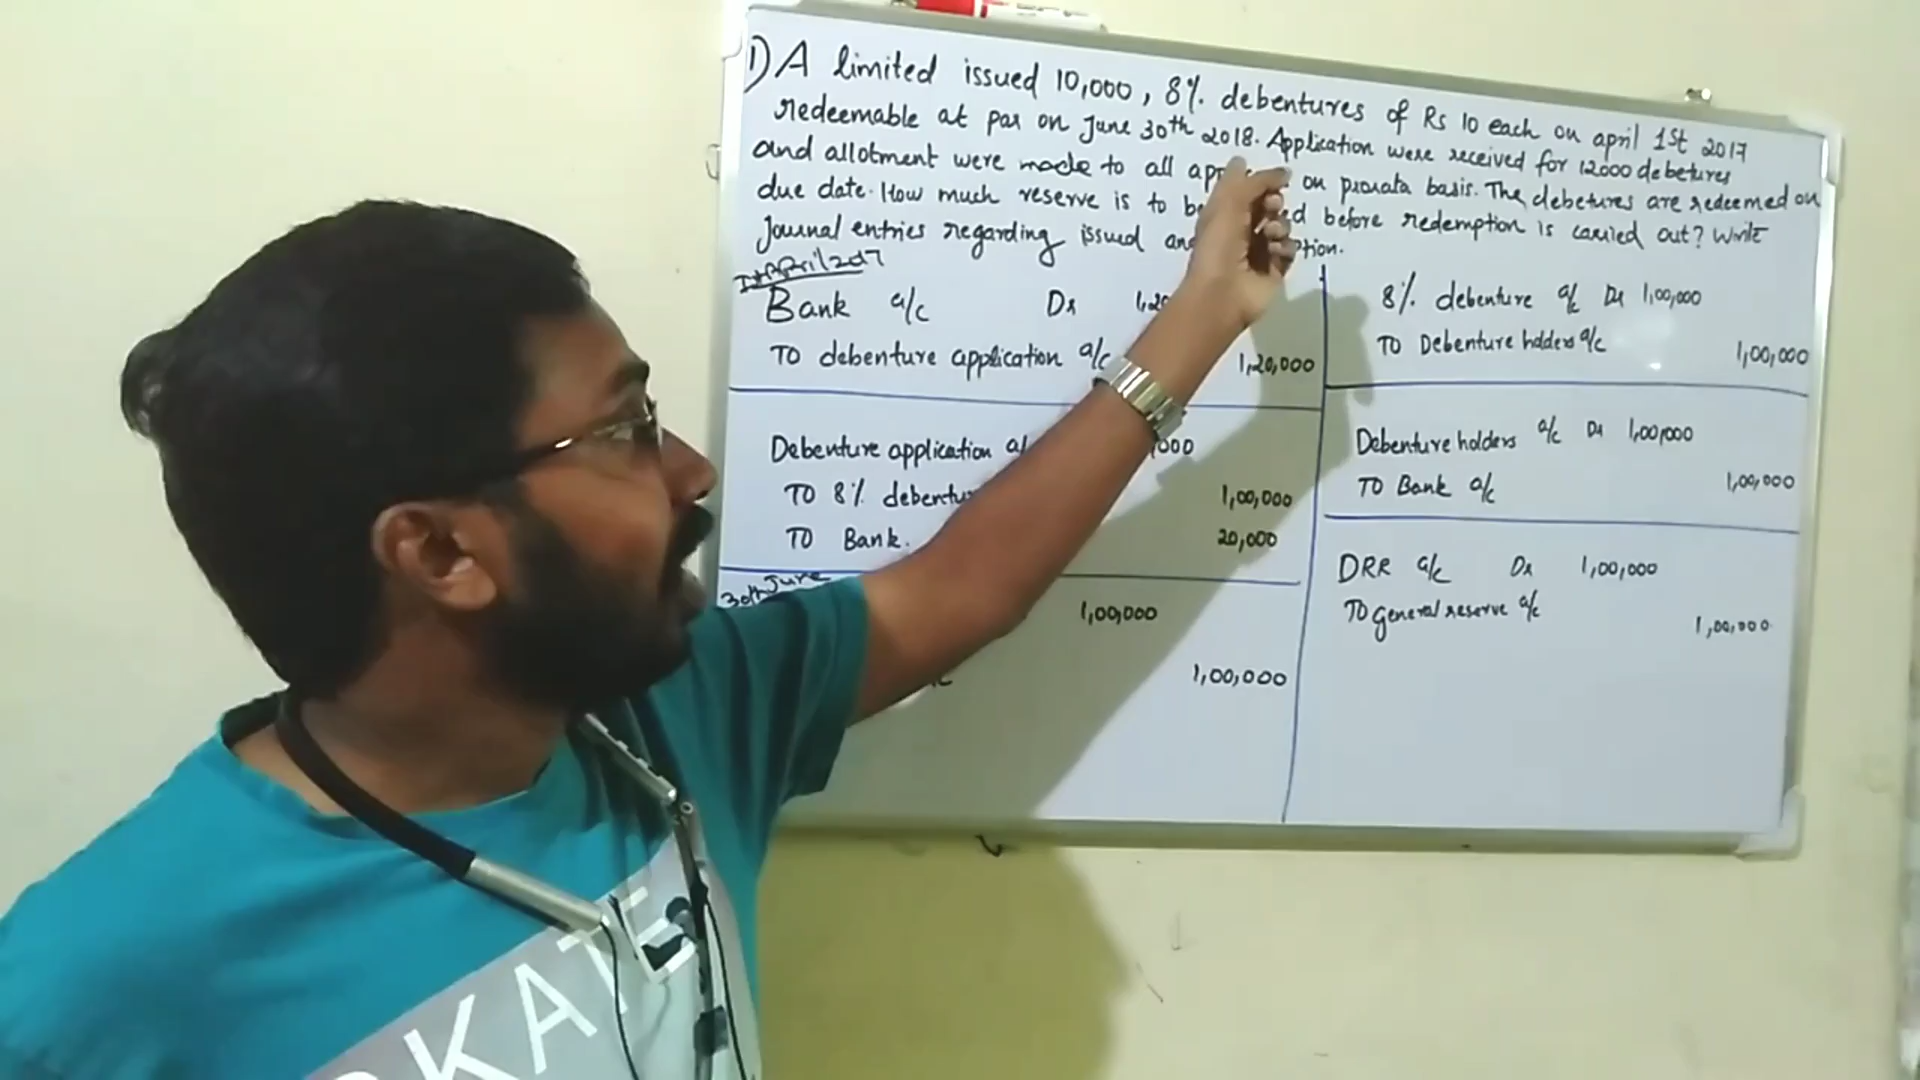 1) A limited issued 10,000, 8% debentures of Rs 10 each on april 1st 2017
redeemable at par on June 30th 2018. Application were received for 12000 debetures
and allotment were made to all on prorata basis. The debetures are redeemed on
due date. How much reserve is to before redemption is carried out? Write
Journal entries regarding issued
1st April 2017
Bank a/c Dr
TO debenture application a/c 1,20,000
Debenture application
TO 8% 1,00,000
TO Bank. 20,000
30th June
1,00,000
1,00,000
8% debenture a/c Dr 1,00,000
TO Debenture holders a/c 1,00,000
Debenture holders a/c Dr 1,00,000
TO Bank a/c 1,00,000
DRR a/c Dr 1,00,000
TO general reserve a/c 1,00,000
KATE